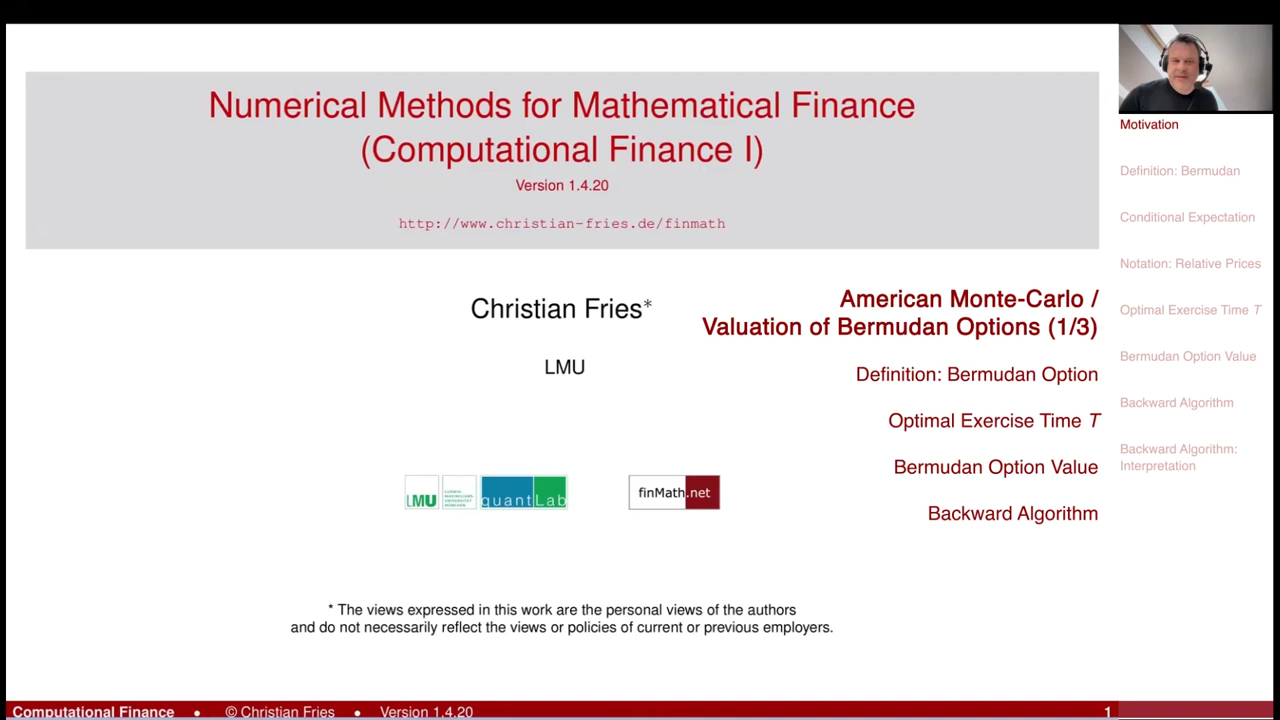 Numerical Methods for Mathematical Finance
(Computational Finance I)
Version 1.4.20
http://www.christian-fries.de/finmath
Christian Fries*
LMU
American Monte-Carlo /
Valuation of Bermudan Options (1/3)
Definition: Bermudan Option
Optimal Exercise Time T
Bermudan Option Value
Backward Algorithm
LMU
LUDWIG-
MAXIMILIANS-
UNIVERSITÄT
MÜNCHEN
quantLab
finMath.net
* The views expressed in this work are the personal views of the authors
and do not necessarily reflect the views or policies of current or previous employers.
Motivation
Definition: Bermudan
Conditional Expectation
Notation: Relative Prices
Optimal Exercise Time T
Bermudan Option Value
Backward Algorithm
Backward Algorithm:
Interpretation
Computational Finance • © Christian Fries • Version 1.4.20 1